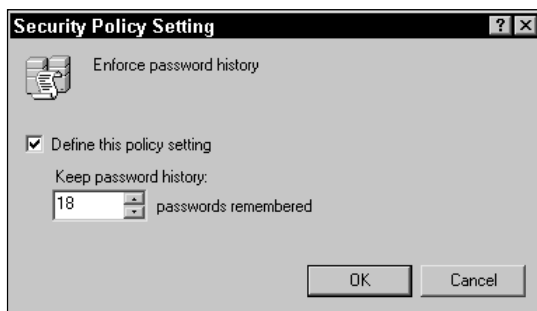 Security Policy Setting
Enforce password history
Define this policy setting
Keep password history:
18 passwords remembered
OK Cancel